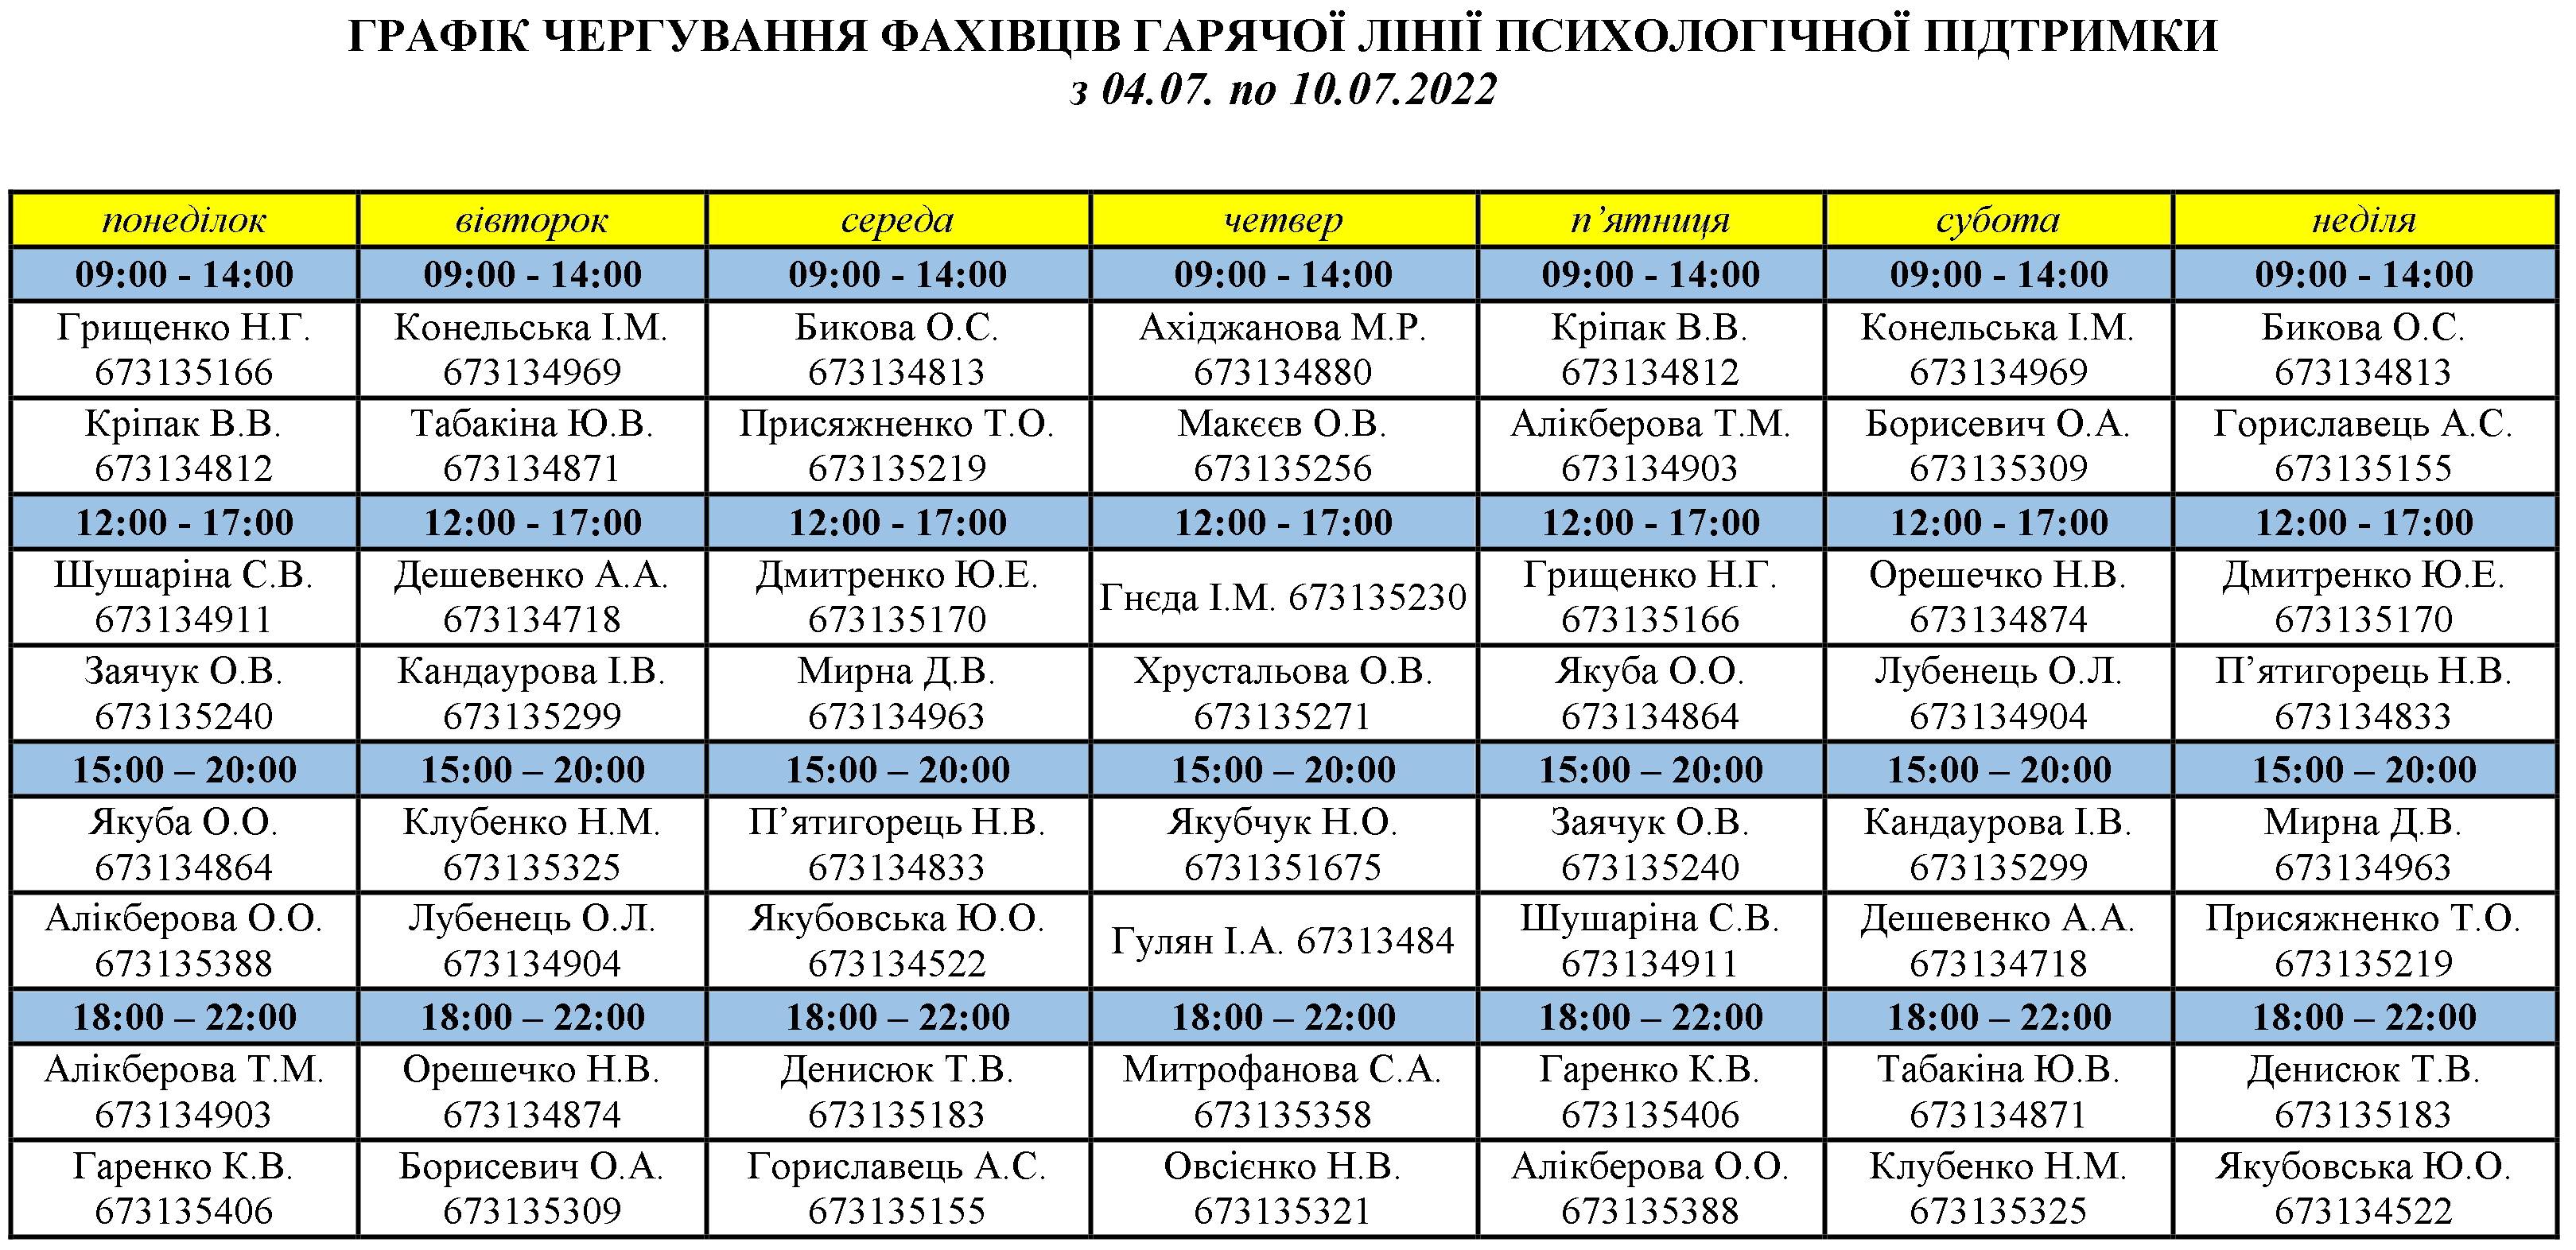 ГРАФІК ЧЕРГУВАННЯ ФАХІВЦІВ ГАРЯЧОЇ ЛІНІЇ ПСИХОЛОГІЧНОЇ ПІДТРИМКИ
з 04.07. по 10.07.2022
понеділок вівторок середа четвер п’ятниця субота неділя
09:00 - 14:00 09:00 - 14:00 09:00 - 14:00 09:00 - 14:00 09:00 - 14:00 09:00 - 14:00 09:00 - 14:00
Грищенко Н.Г. Конельська І.М. Бикова О.С. Ахіджанова М.Р. Кріпак В.В. Конельська І.М. Бикова О.С.
673135166 673134969 673134813 673134880 673134812 673134969 673134813
Кріпак В.В. Табакіна Ю.В. Присяжненко Т.О. Макєєв О.В. Алікберова Т.М. Борисевич О.А. Гориславець А.С.
673134812 673134871 673135219 673135256 673134903 673135309 673135155
12:00 - 17:00 12:00 - 17:00 12:00 - 17:00 12:00 - 17:00 12:00 - 17:00 12:00 - 17:00 12:00 - 17:00
Шушаріна С.В. Дешевенко А.А. Дмитренко Ю.Е. Гнєда І.М. 673135230 Грищенко Н.Г. Орешечко Н.В. Дмитренко Ю.Е.
673134911 673134718 673135170 673135166 673134874 673135170
Заячук О.В. Кандаурова І.В. Мирна Д.В. Хрустальова О.В. Якуба О.О. Лубенець О.Л. П’ятигорець Н.В.
673135240 673135299 673134963 673135271 673134864 673134904 673134833
15:00 – 20:00 15:00 – 20:00 15:00 – 20:00 15:00 – 20:00 15:00 – 20:00 15:00 – 20:00 15:00 – 20:00
Якуба О.О. Клубенко Н.М. П’ятигорець Н.В. Якубчук Н.О. Заячук О.В. Кандаурова І.В. Мирна Д.В.
673134864 673135325 673134833 6731351675 673135240 673135299 673134963
Алікберова О.О. Лубенець О.Л. Якубовська Ю.О. Гулян І.А. 67313484 Шушаріна С.В. Дешевенко А.А. Присяжненко Т.О.
673135388 673134904 673134522 673134911 673134718 673135219
18:00 – 22:00 18:00 – 22:00 18:00 – 22:00 18:00 – 22:00 18:00 – 22:00 18:00 – 22:00 18:00 – 22:00
Алікберова Т.М. Орешечко Н.В. Денисюк Т.В. Митрофанова С.А. Гаренко К.В. Табакіна Ю.В. Денисюк Т.В.
673134903 673134874 673135183 673135358 673135406 673134871 673135183
Гаренко К.В. Борисевич О.А. Гориславець А.С. Овсієнко Н.В. Алікберова О.О. Клубенко Н.М. Якубовська Ю.О.
673135406 673135309 673135155 673135321 673135388 673135325 673134522